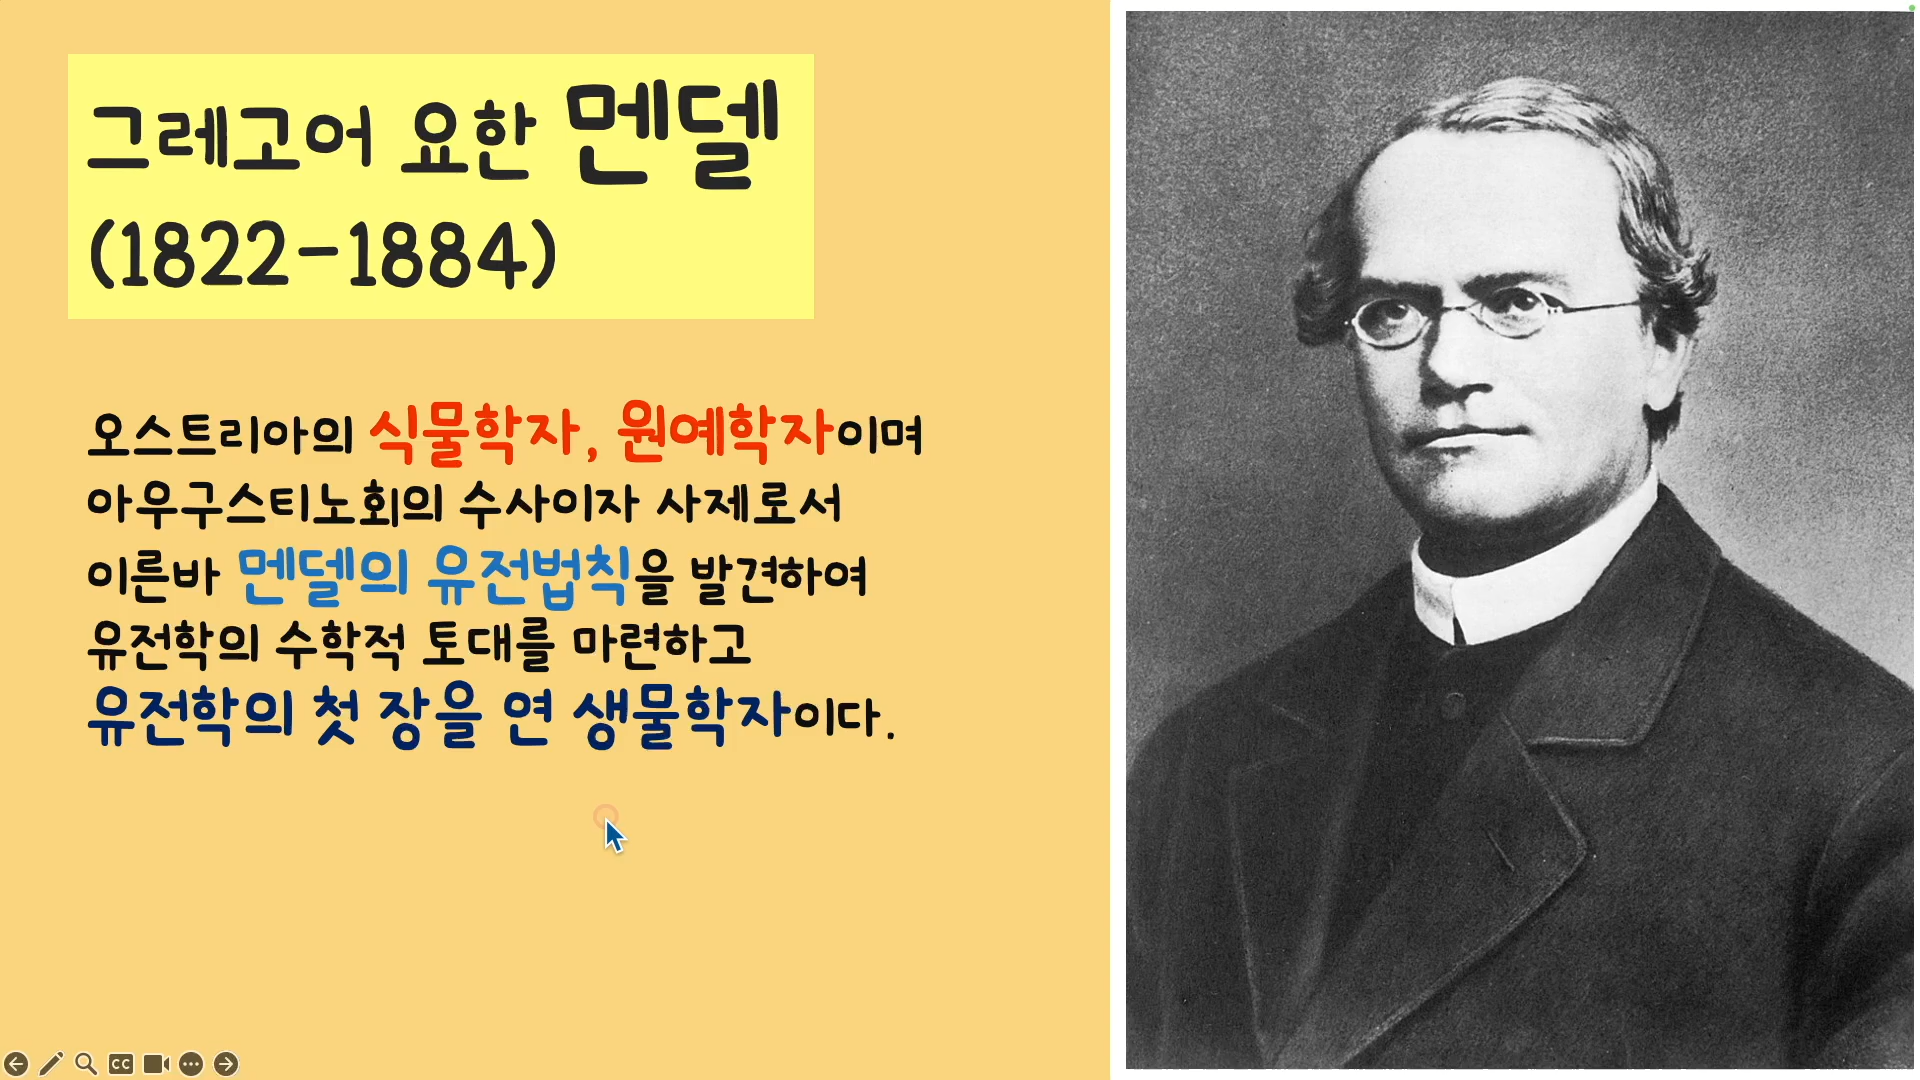 그레고어 요한 멘델
(1822-1884)
오스트리아의 식물학자, 원예학자이며
아우구스티노회의 수사이자 사제로서
이른바 멘델의 유전법칙을 발견하여
유전학의 수학적 토대를 마련하고
유전학의 첫 장을 연 생물학자이다.
CC